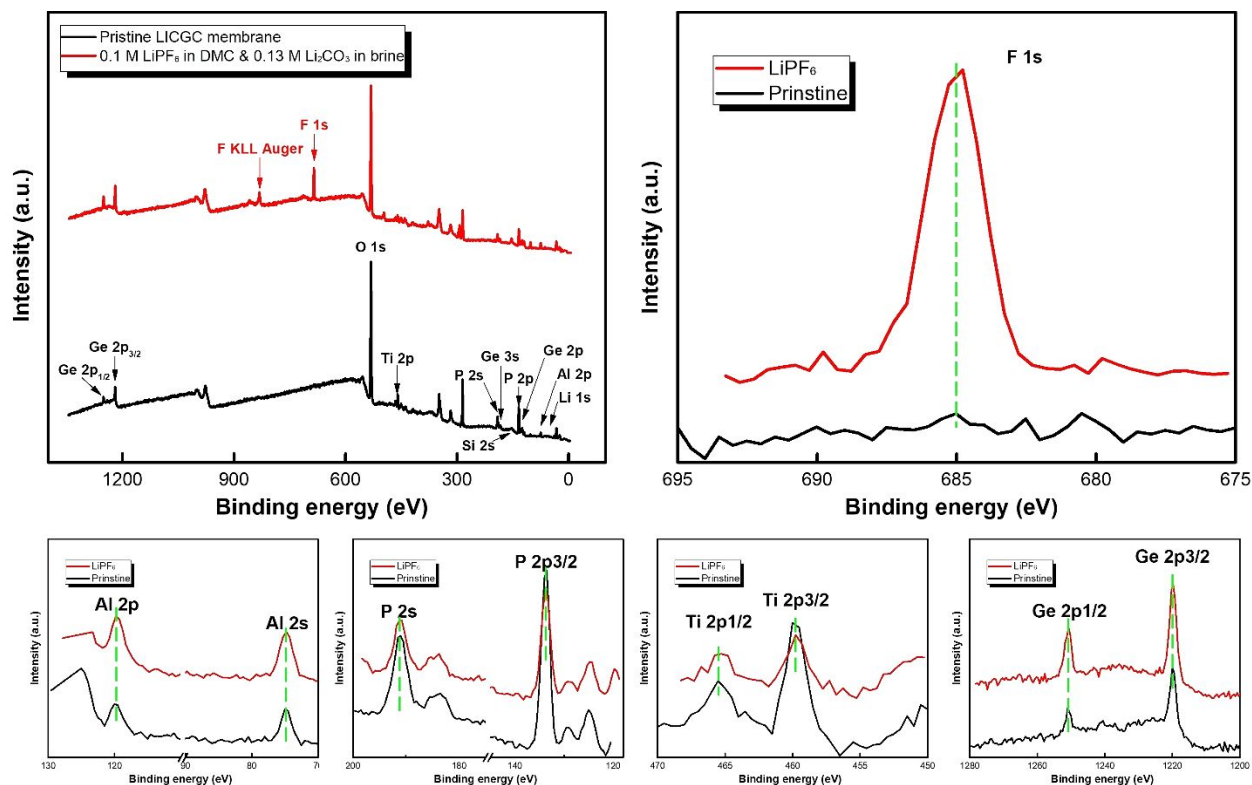 Pristine LICGC membrane
0.1 M LiPF₆ in DMC & 0.13 M Li₂CO₃ in brine
F 1s
F KLL Auger
O 1s
Ge 2p₃/₂
Ge 2p₁/₂
Ti 2p
Ge 3s
Ge 2p
P 2s
P 2p
Al 2p
Li 1s
Si 2s
Intensity (a.u.)
1200 900 600 300 0
Binding energy (eV)
LiPF₆
Prinstine
F 1s
Intensity (a.u.)
695 690 685 680 675
Binding energy (eV)
LiPF₆
Prinstine
Al 2p
Al 2s
Intensity (a.u.)
130 120 90 80 70
Binding energy (eV)
LiPF₆
Prinstine
P 2p3/2
P 2s
Intensity (a.u.)
200 180 140 120
Binding energy (eV)
LiPF₆
Prinstine
Ti 2p3/2
Ti 2p1/2
Intensity (a.u.)
470 465 460 455 450
Binding energy (eV)
LiPF₆
Prinstine
Ge 2p3/2
Ge 2p1/2
Intensity (a.u.)
1280 1260 1240 1220 1200
Binding energy (eV)